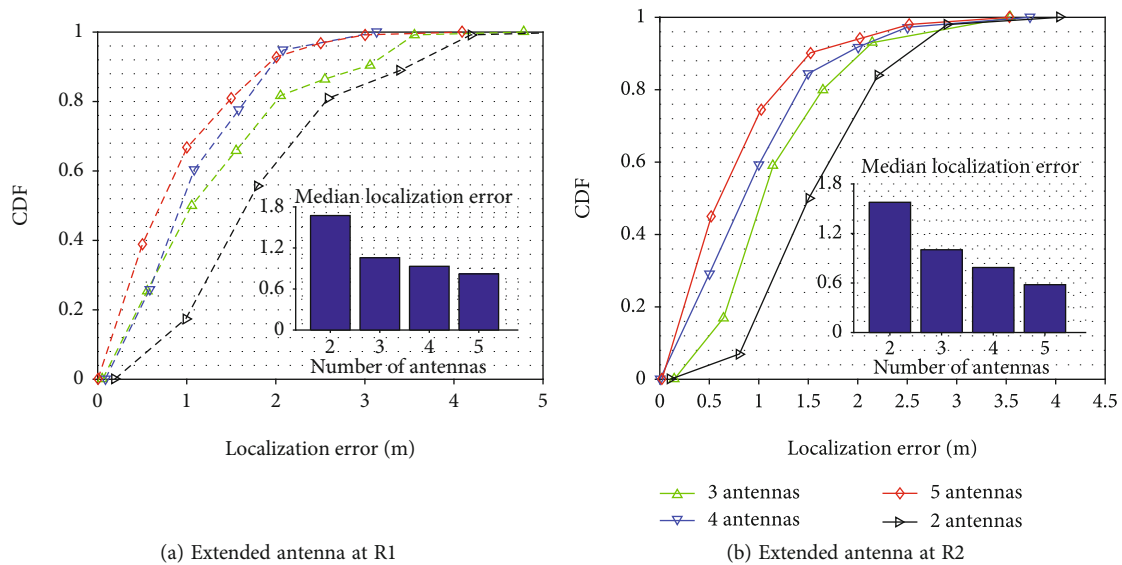 CDF
1
0.8
0.6
0.4
0.2
0
0 1 2 3 4 5
Localization error (m)
Median localization error
1.8
1.2
0.6
0
2 3 4 5
Number of antennas
(a) Extended antenna at R1
CDF
1
0.8
0.6
0.4
0.2
0
0 0.5 1 1.5 2 2.5 3 3.5 4 4.5
Localization error (m)
Median localization error
1.8
1.2
0.6
0
2 3 4 5
Number of antennas
3 antennas
4 antennas
5 antennas
2 antennas
(b) Extended antenna at R2